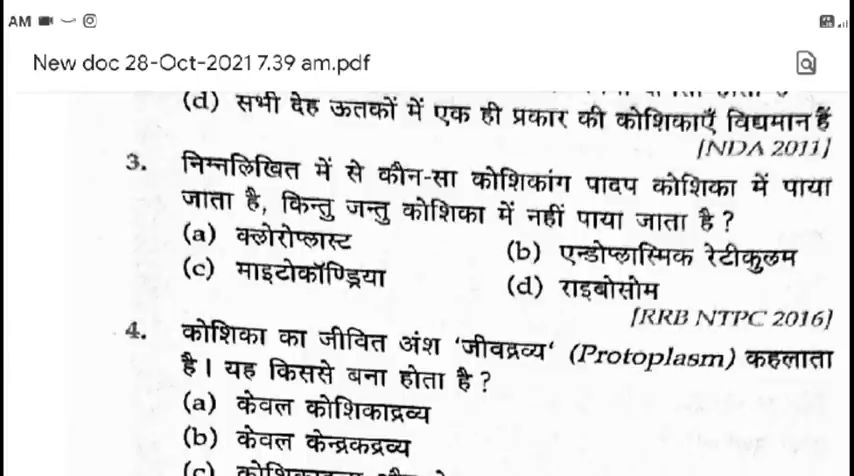 AM
New doc 28-Oct-2021 7.39 am.pdf
(d) सभी देह ऊतकों में एक ही प्रकार की कोशिकाएँ विद्यमान हैं
[NDA 2011]
3. निम्नलिखित में से कौन-सा कोशिकांग पादप कोशिका में पाया
जाता है, किन्तु जन्तु कोशिका में नहीं पाया जाता है ?
(a) क्लोरोप्लास्ट
(b) एन्डोप्लास्मिक रेटीकुलम
(c) माइटोकॉण्ड्रिया
(d) राइबोसोम
[RRB NTPC 2016]
4. कोशिका का जीवित अंश ‘जीवद्रव्य‘ (Protoplasm) कहलाता
है। यह किससे बना होता है ?
(a) केवल कोशिकाद्रव्य
(b) केवल केन्द्रकद्रव्य
(c)